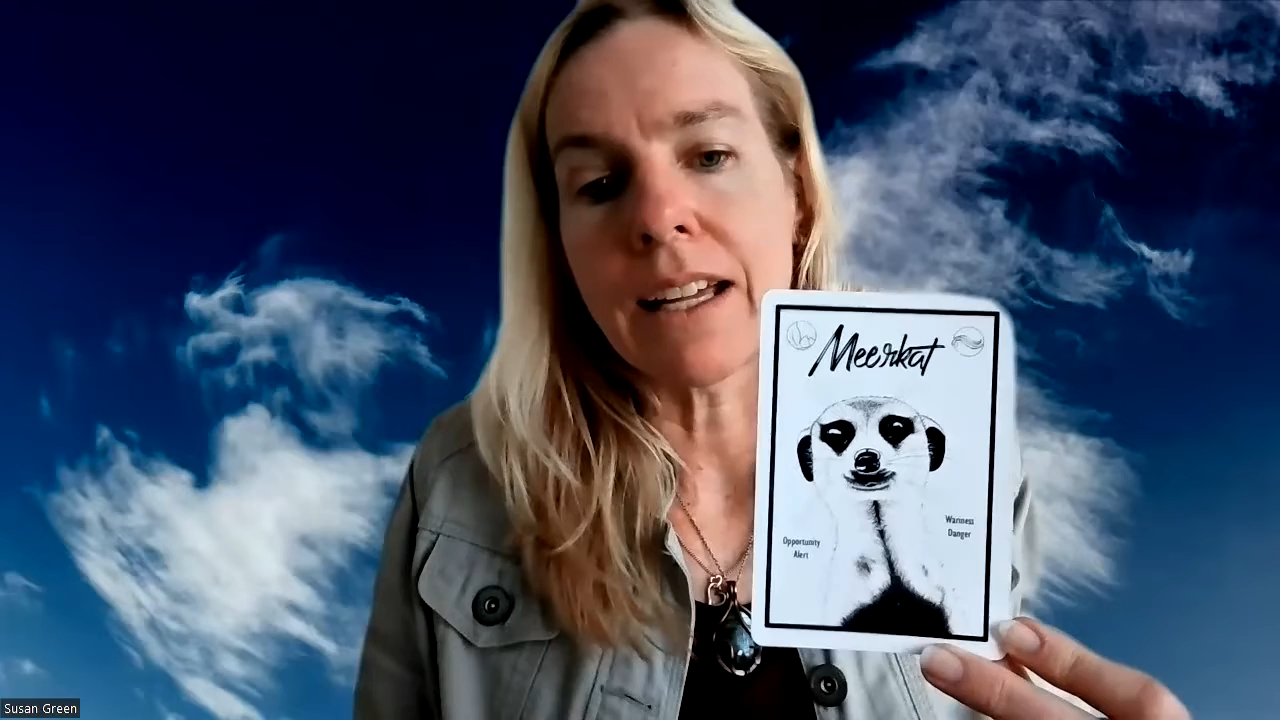 Meerkat
Opportunity
Alert
Wariness
Danger
Susan Green